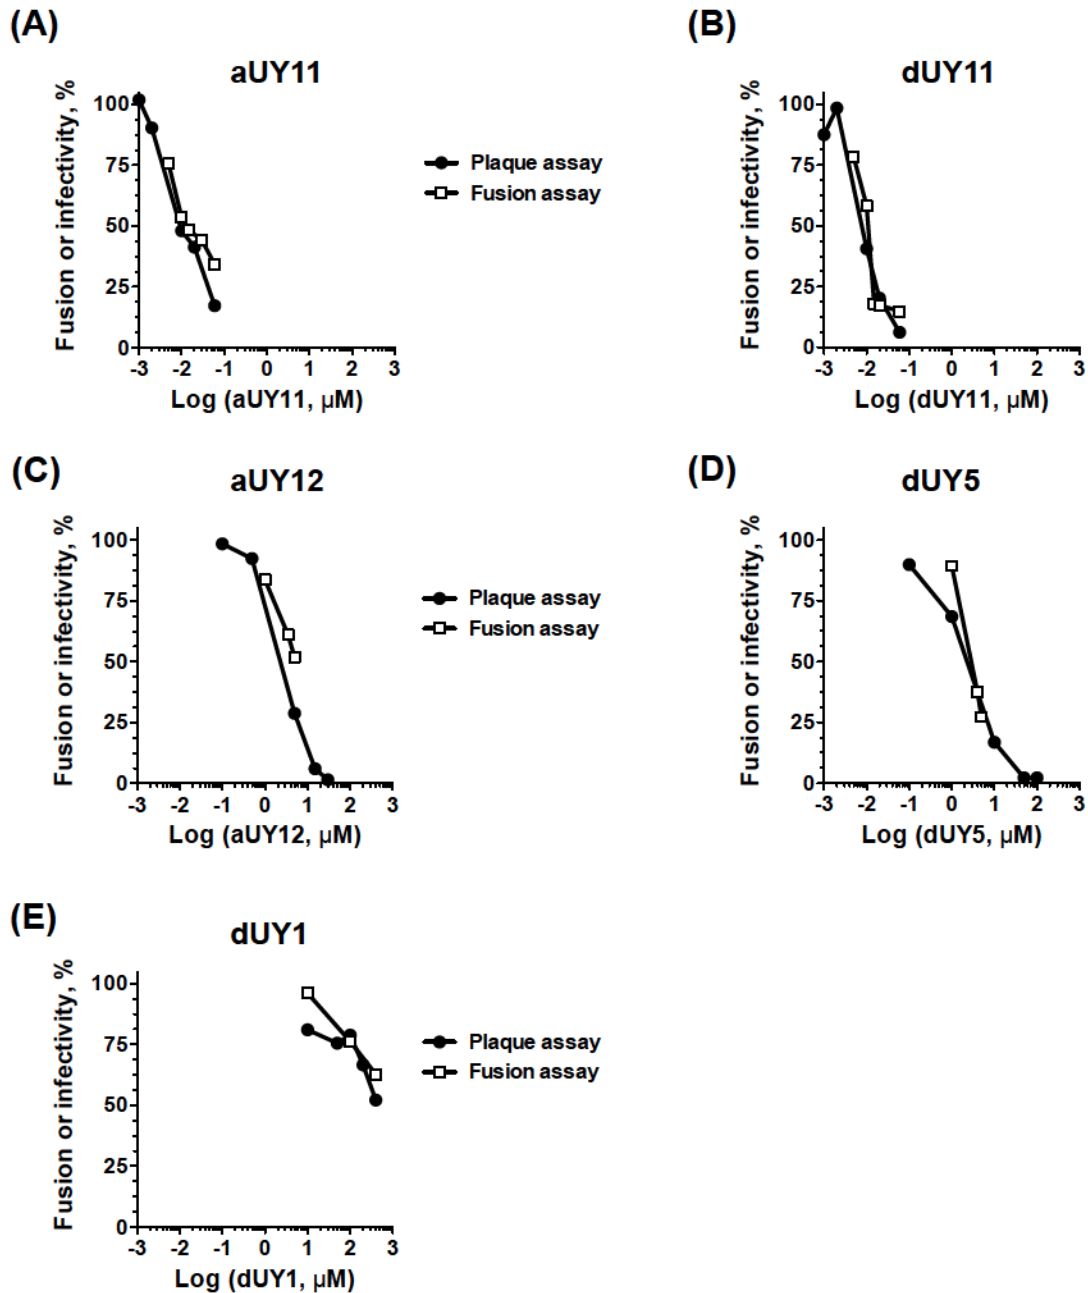 (A)
aUY11
Fusion or infectivity, %
100
75
50
25
0
-3 -2 -1 0 1 2 3
Log (aUY11, µM)
Plaque assay
Fusion assay
(B)
dUY11
Fusion or infectivity, %
100
75
50
25
0
-3 -2 -1 0 1 2 3
Log (dUY11, µM)
(C)
aUY12
Fusion or infectivity, %
100
75
50
25
0
-3 -2 -1 0 1 2 3
Log (aUY12, µM)
Plaque assay
Fusion assay
(D)
dUY5
Fusion or infectivity, %
100
75
50
25
0
-3 -2 -1 0 1 2 3
Log (dUY5, µM)
(E)
dUY1
Fusion or infectivity, %
100
75
50
25
0
-3 -2 -1 0 1 2 3
Log (dUY1, µM)
Plaque assay
Fusion assay